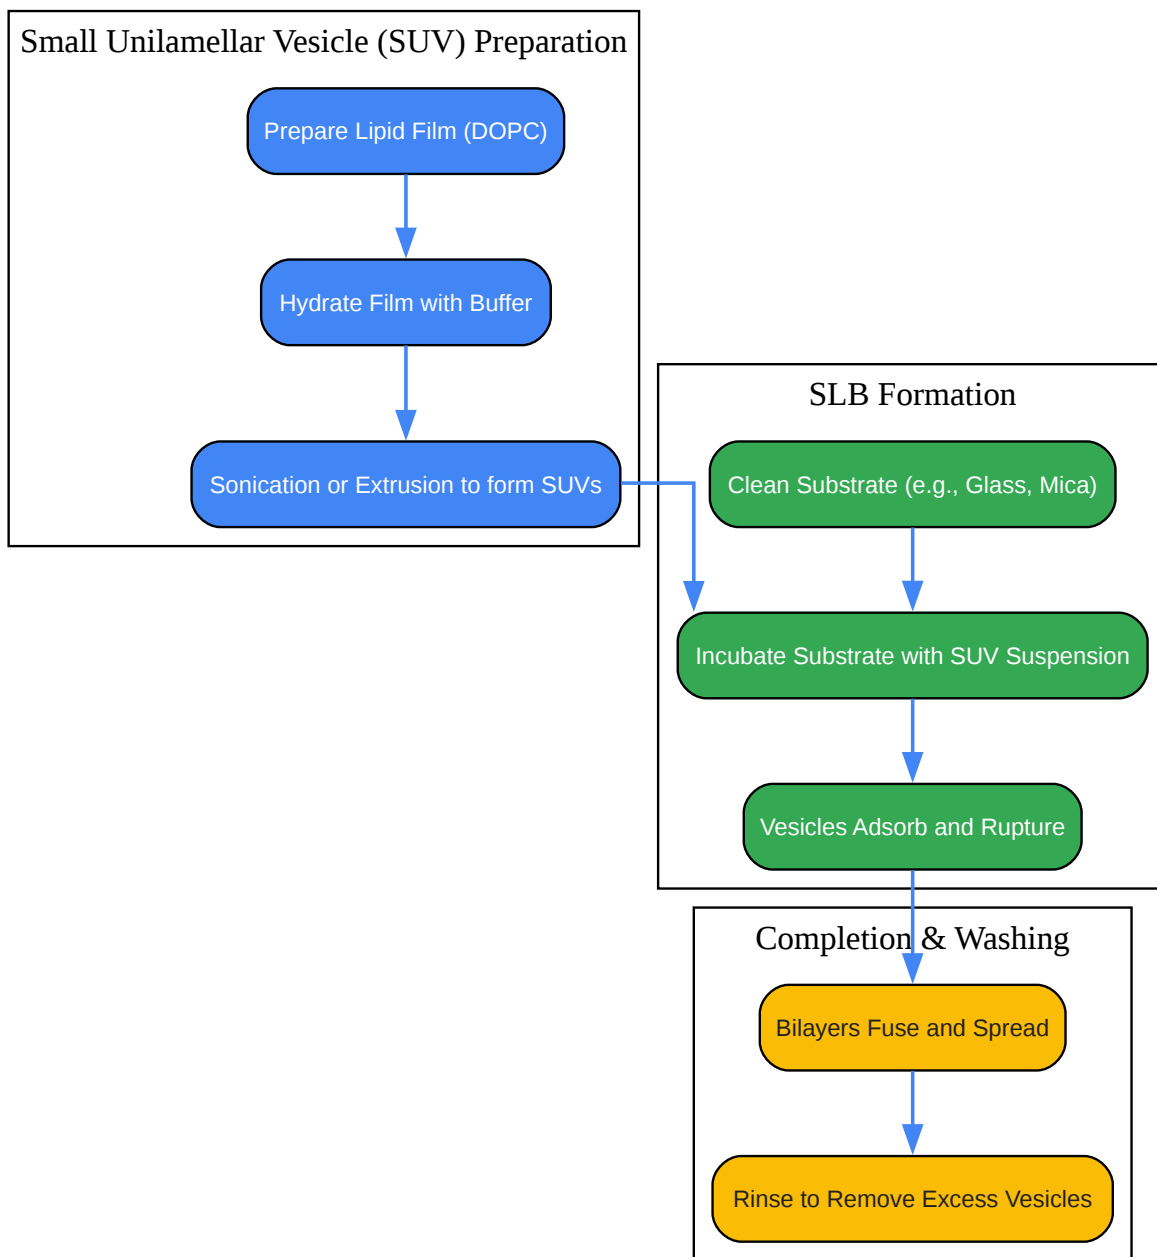 Small Unilamellar Vesicle (SUV) Preparation
Prepare Lipid Film (DOPC)
Hydrate Film with Buffer
Sonication or Extrusion to form SUVs
SLB Formation
Clean Substrate (e.g., Glass, Mica)
Incubate Substrate with SUV Suspension
Vesicles Adsorb and Rupture
Completion & Washing
Bilayers Fuse and Spread
Rinse to Remove Excess Vesicles